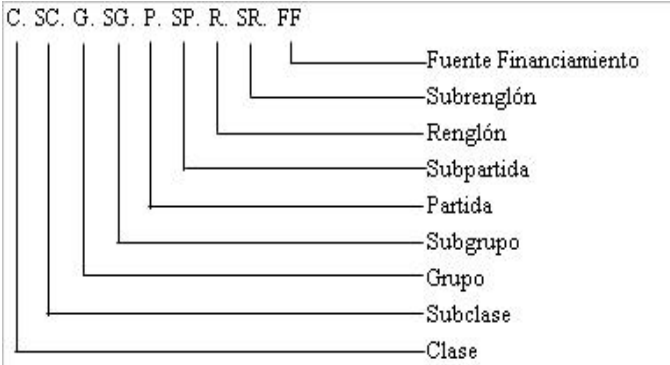 C. SC. G. SG. P. SP. R. SR. FF
Fuente Financiamiento
Subrenglón
Renglón
Subpartida
Partida
Subgrupo
Grupo
Subclase
Clase